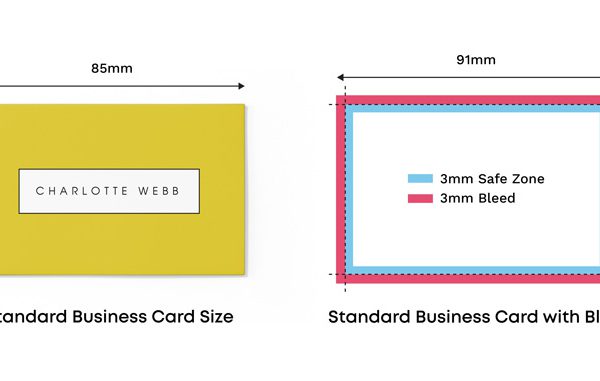 85mm
CHARLOTTE WEBB
tandard Business Card Size
91mm
3mm Safe Zone
3mm Bleed
Standard Business Card with Bl